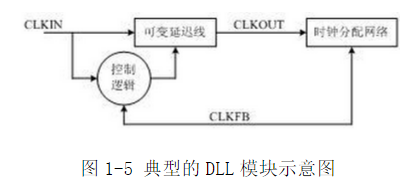 CLKIN
可变延迟线
CLKOUT
时钟分配网络
控制
逻辑
CLKFB
图 1-5 典型的 DLL 模块示意图